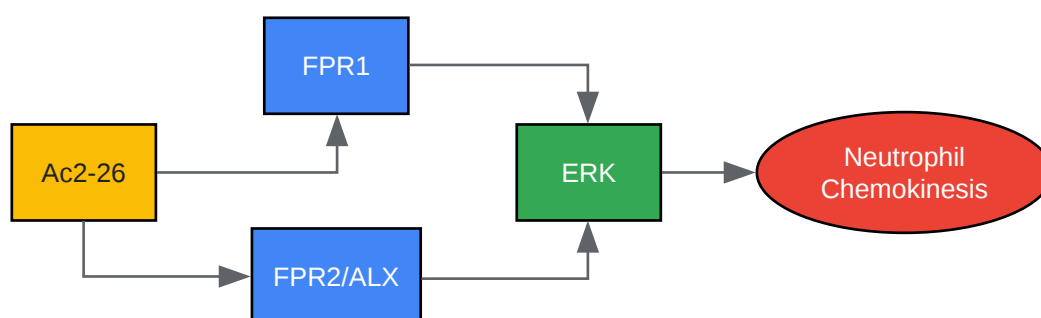 FPR1
Ac2-26
ERK
Neutrophil
Chemokinesis
FPR2/ALX